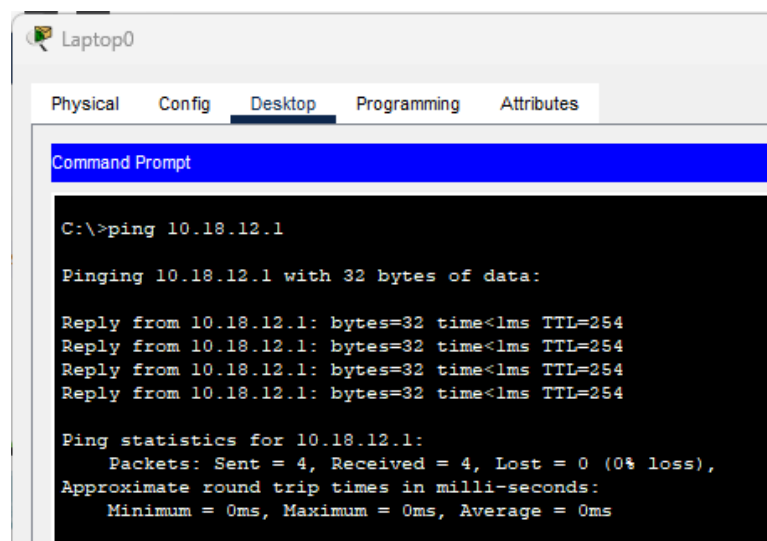 Laptop0
Physical Config Desktop Programming Attributes
Command Prompt
C:\>ping 10.18.12.1
Pinging 10.18.12.1 with 32 bytes of data:
Reply from 10.18.12.1: bytes=32 time<1ms TTL=254
Reply from 10.18.12.1: bytes=32 time<1ms TTL=254
Reply from 10.18.12.1: bytes=32 time<1ms TTL=254
Reply from 10.18.12.1: bytes=32 time<1ms TTL=254
Ping statistics for 10.18.12.1:
Packets: Sent = 4, Received = 4, Lost = 0 (0% loss),
Approximate round trip times in milli-seconds:
Minimum = 0ms, Maximum = 0ms, Average = 0ms